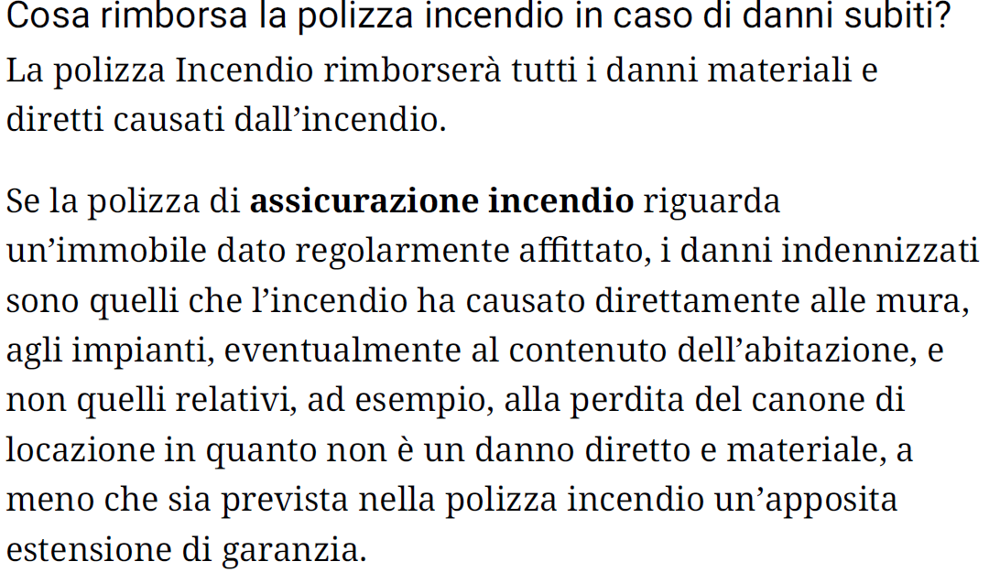 Cosa rimborsa la polizza incendio in caso di danni subiti?
La polizza Incendio rimborserà tutti i danni materiali e
diretti causati dall’incendio.
Se la polizza di assicurazione incendio riguarda
un’immobile dato regolarmente affittato, i danni indennizzati
sono quelli che l’incendio ha causato direttamente alle mura,
agli impianti, eventualmente al contenuto dell’abitazione, e
non quelli relativi, ad esempio, alla perdita del canone di
locazione in quanto non è un danno diretto e materiale, a
meno che sia prevista nella polizza incendio un’apposita
estensione di garanzia.